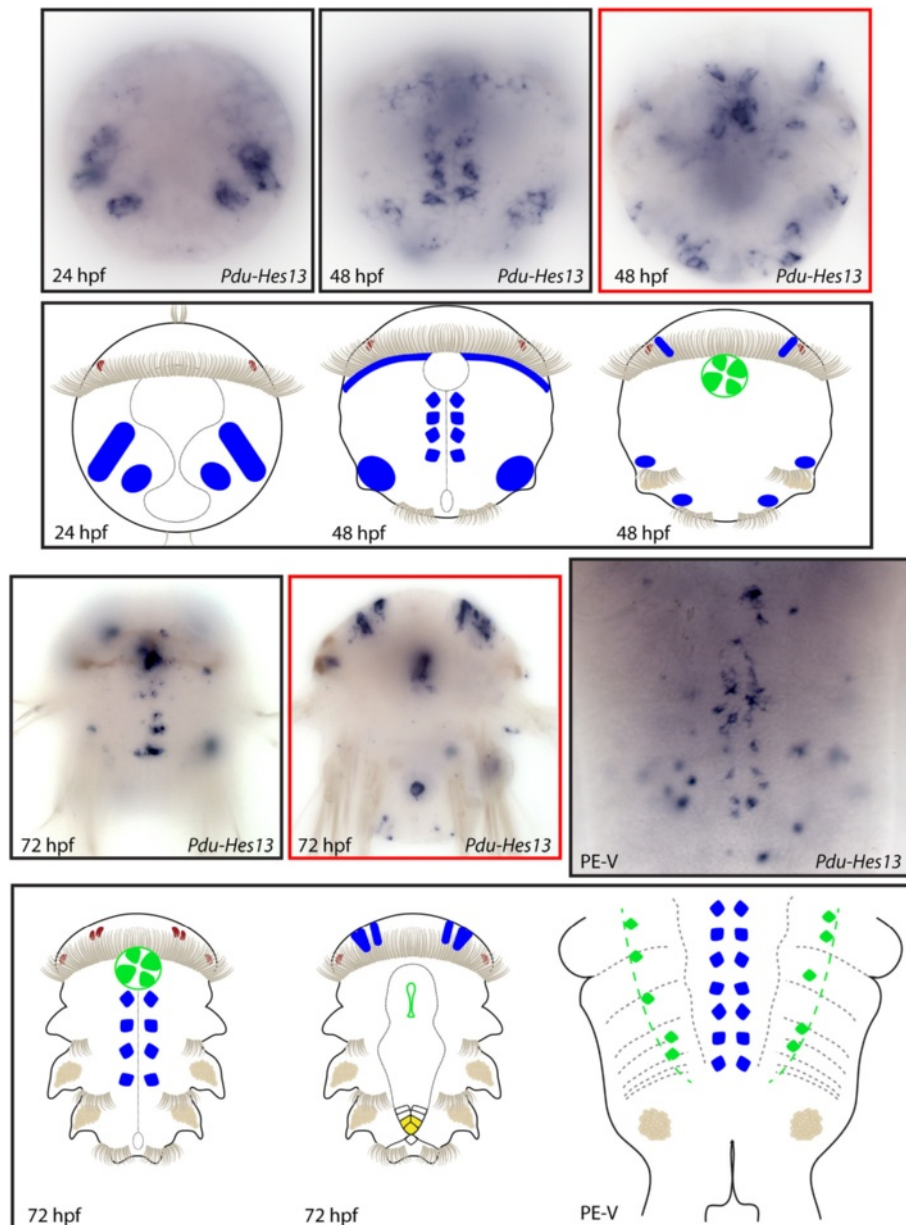 24 hpf Pdu-Hes13
48 hpf Pdu-Hes13
48 hpf Pdu-Hes13
24 hpf
48 hpf
48 hpf
72 hpf Pdu-Hes13
72 hpf Pdu-Hes13
PE-V Pdu-Hes13
72 hpf
72 hpf
PE-V